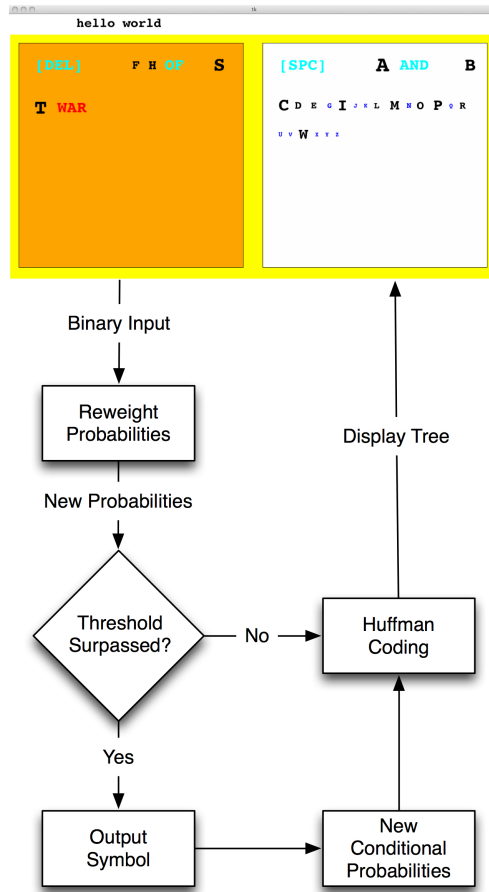 tk
hello world
[DEL] F H OF S
T WAR
[SPC] A AND B
C D E G I J K L M N O P Q R
U V W X Y Z
Binary Input
Reweight
Probabilities
New Probabilities
Threshold
Surpassed?
No
Yes
Output
Symbol
New
Conditional
Probabilities
Huffman
Coding
Display Tree